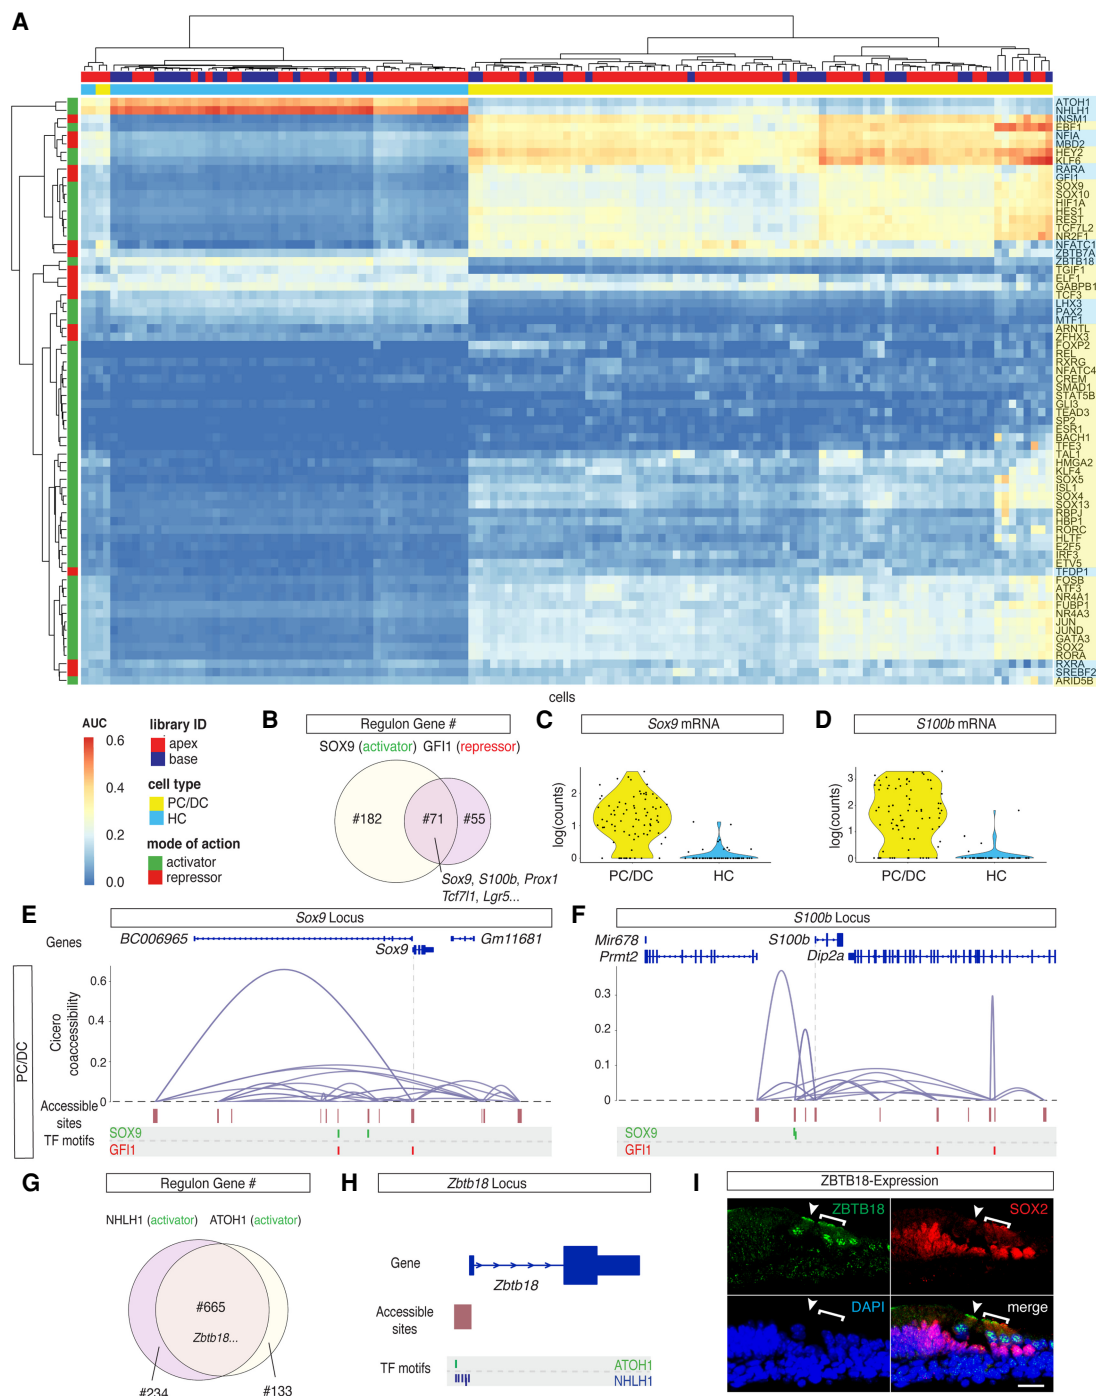 A
ATOH1
NHLH1
INSM1
EBF1
NFIA
MBD2
HEY2
KLF6
RARA
GFI1
SOX9
SOX10
HIF1A
HES1
REST
TCF7L2
NR2F1
NFATC1
ZBTB7A
ZBTB18
TGIF1
ELF1
GABPB1
TCF3
LHX3
PAX2
MTF1
ARNTL
ZFHX3
FOXP2
REL
RXRG
NFATC4
CREM
SMAD1
STAT5B
GLI3
TEAD3
SP2
ESR1
BACH1
TFE3
TAL1
HMGA2
KLF4
SOX5
ISL1
SOX4
SOX13
RBPJ
HBP1
RORC
HLTF
E2F5
IRF3
ETV5
TFDP1
FOSB
ATF3
NR4A1
FUBP1
NR4A3
JUN
JUND
GATA3
SOX2
RORA
RXRA
SREBF2
ARID5B
cells
AUC
0.6
0.4
0.2
0.0
library ID
apex
base
cell type
PC/DC
HC
mode of action
activator
repressor
B
Regulon Gene #
SOX9 (activator) GFI1 (repressor)
#182
#71
#55
Sox9, S100b, Prox1
Tcf7l1, Lgr5...
C
Sox9 mRNA
log(counts)
2
1
0
PC/DC
HC
D
S100b mRNA
log(counts)
3
2
1
0
PC/DC
HC
E
Sox9 Locus
Genes
BC006965
Sox9
Gm11681
PC/DC
Cicero
coaccessibility
0.6
0.4
0.2
0
Accessible
sites
TF motifs
SOX9
GFI1
F
S100b Locus
Mir678
Prmt2
S100b
Dip2a
0.3
0.2
0.1
0
SOX9
GFI1
G
Regulon Gene #
NHLH1 (activator) ATOH1 (activator)
#665
Zbtb18...
#234
#133
H
Zbtb18 Locus
Gene
Zbtb18
Accessible
sites
TF motifs
ATOH1
NHLH1
I
ZBTB18-Expression
ZBTB18
SOX2
DAPI
merge